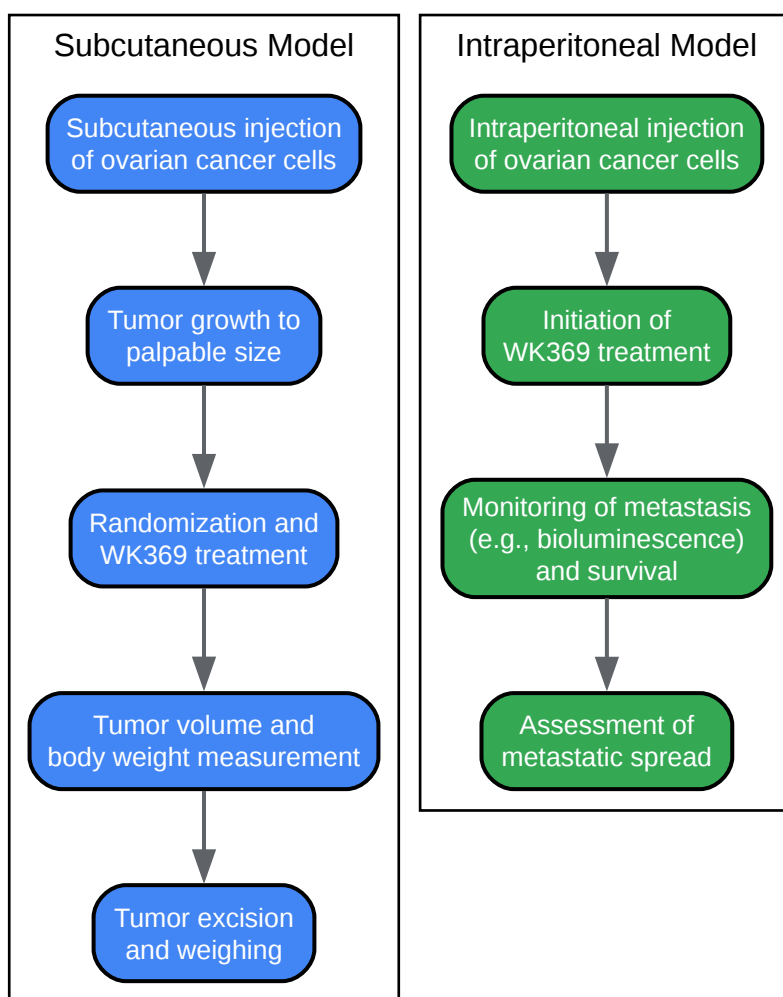 Subcutaneous Model
Subcutaneous injection
of ovarian cancer cells
Tumor growth to
palpable size
Randomization and
WK369 treatment
Tumor volume and
body weight measurement
Tumor excision
and weighing
Intraperitoneal Model
Intraperitoneal injection
of ovarian cancer cells
Initiation of
WK369 treatment
Monitoring of metastasis
(e.g., bioluminescence)
and survival
Assessment of
metastatic spread